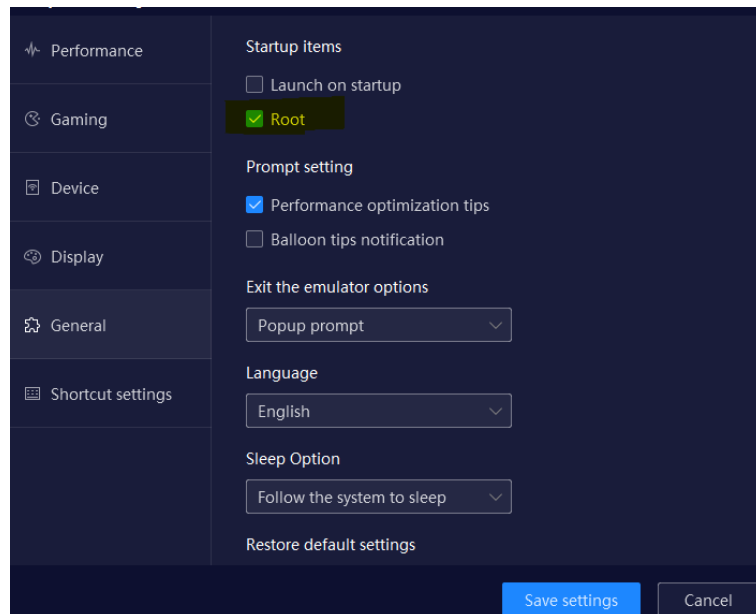 Performance
Gaming
Device
Display
General
Shortcut settings
Startup items
Launch on startup
Root
Prompt setting
Performance optimization tips
Balloon tips notification
Exit the emulator options
Popup prompt
Language
English
Sleep Option
Follow the system to sleep
Restore default settings
Save settings
Cancel